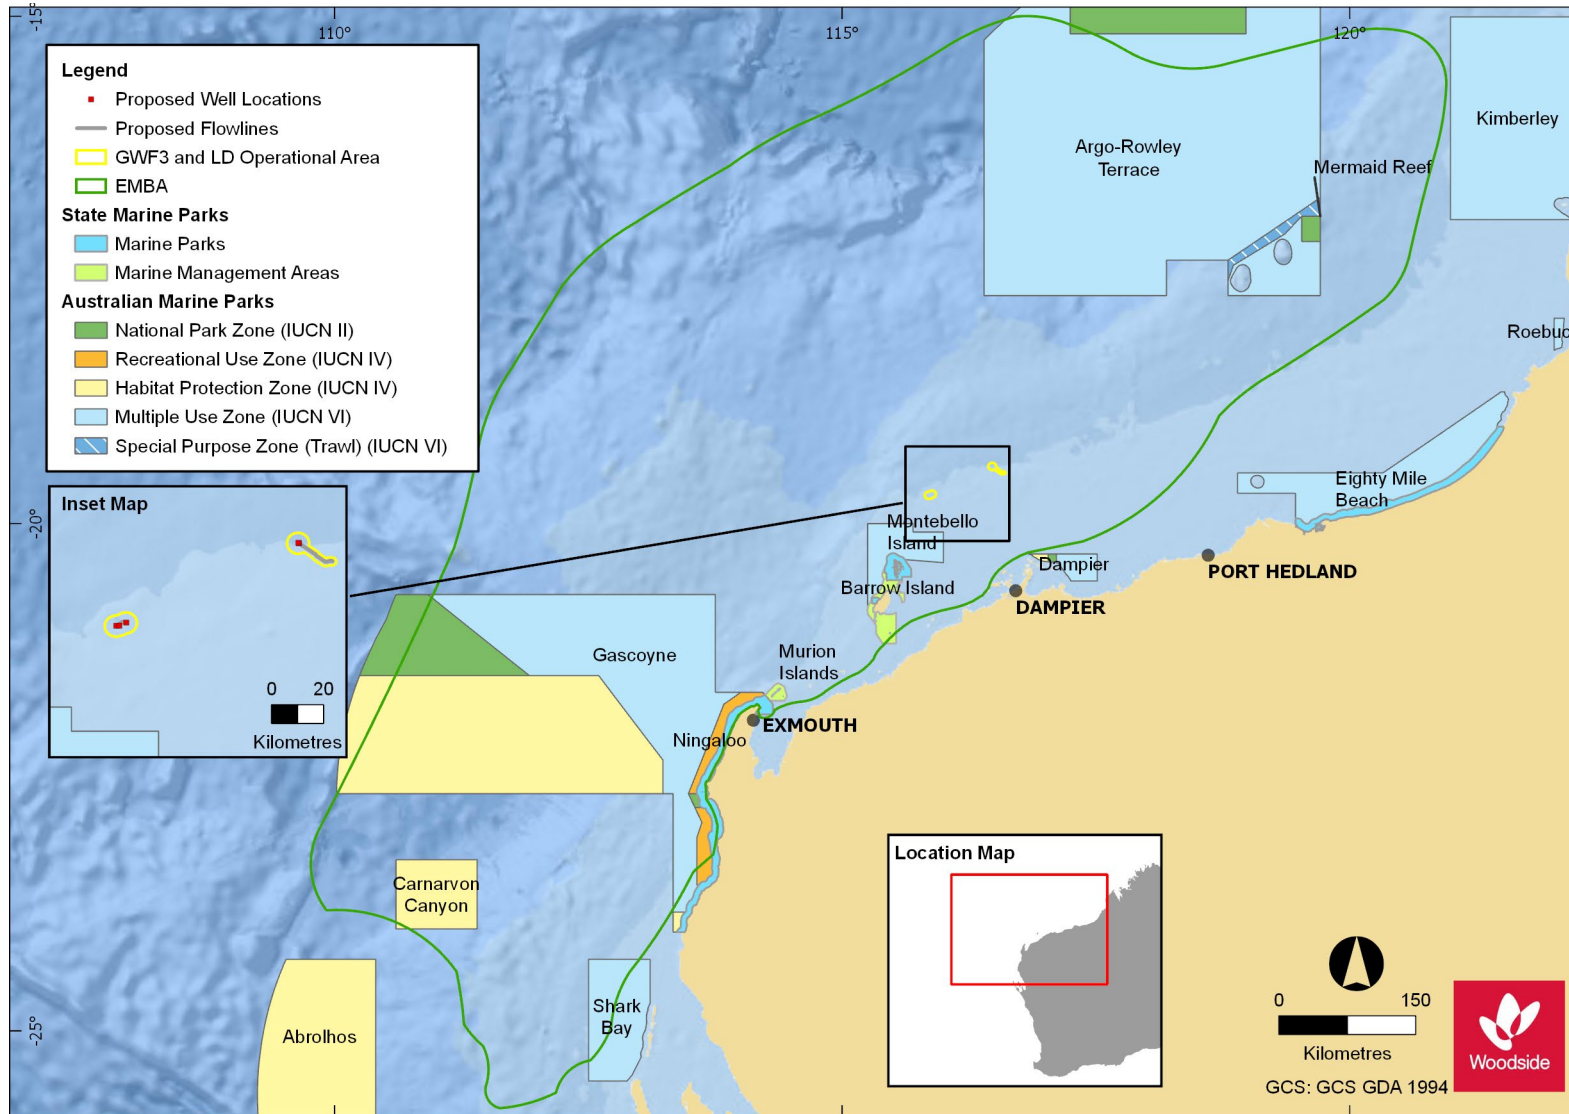 -15°
110°
115°
120°
-20°
-25°
Legend
Proposed Well Locations
Proposed Flowlines
GWF3 and LD Operational Area
EMBA
State Marine Parks
Marine Parks
Marine Management Areas
Australian Marine Parks
National Park Zone (IUCN II)
Recreational Use Zone (IUCN IV)
Habitat Protection Zone (IUCN IV)
Multiple Use Zone (IUCN VI)
Special Purpose Zone (Trawl) (IUCN VI)
Inset Map
0 20
Kilometres
Argo-Rowley
Terrace
Mermaid Reef
Kimberley
Roebuc
Eighty Mile
Beach
Montebello
Island
Barrow Island
Dampier
PORT HEDLAND
DAMPIER
Murion
Islands
Gascoyne
EXMOUTH
Ningaloo
Carnarvon
Canyon
Shark
Bay
Abrolhos
Location Map
0 150
Kilometres
GCS: GCS GDA 1994
Woodside